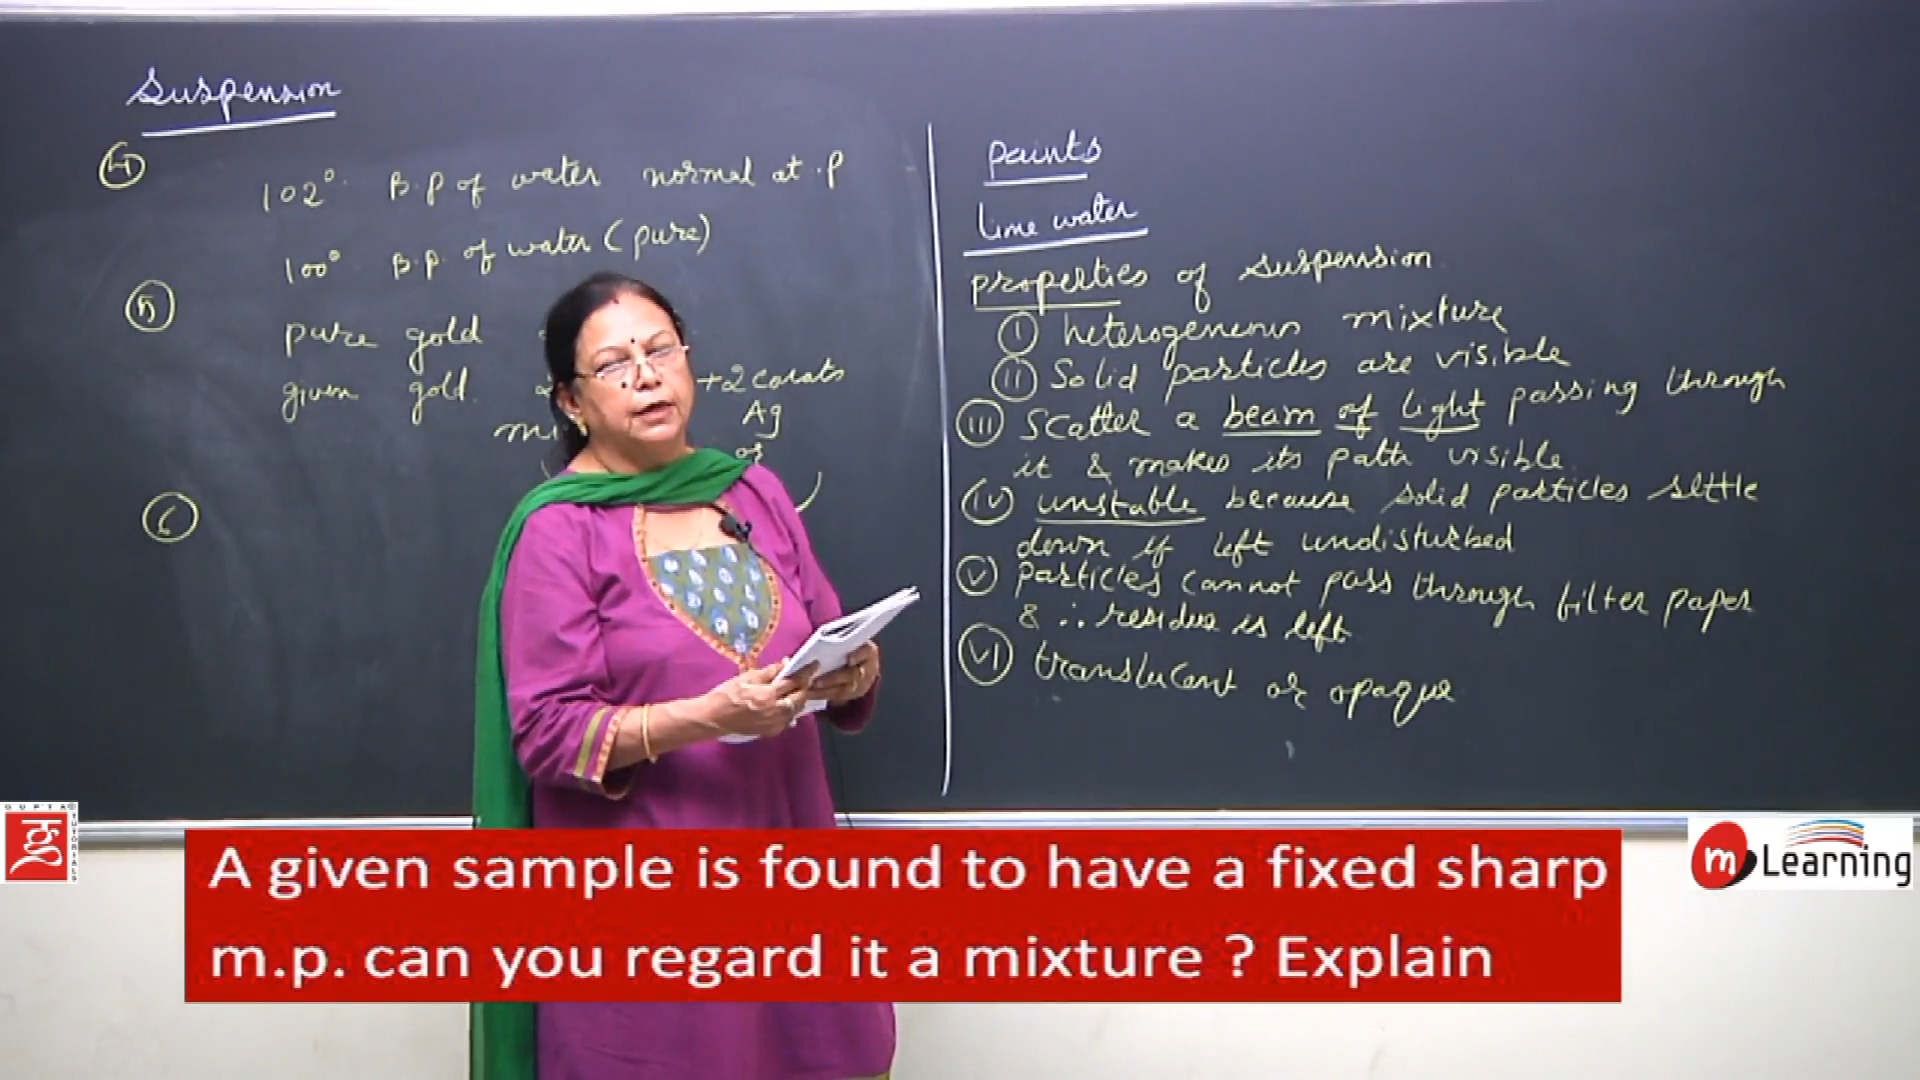 Suspension
4
102° B.p of water normal at .p
100° B.p. of water (pure)
5
pure gold
given gold. +2 carats
Ag
or
6
paints
lime water
properties of suspension
I heterogeneous mixture
II Solid particles are visible
III Scatter a beam of light passing through
it & makes its path visible.
IV unstable because solid particles settle
down if left undisturbed
V particles cannot pass through filter paper
& ∴ residue is left
VI translucent or opaque
GUPTA
TUTORIALS
m Learning
A given sample is found to have a fixed sharp
m.p. can you regard it a mixture ? Explain